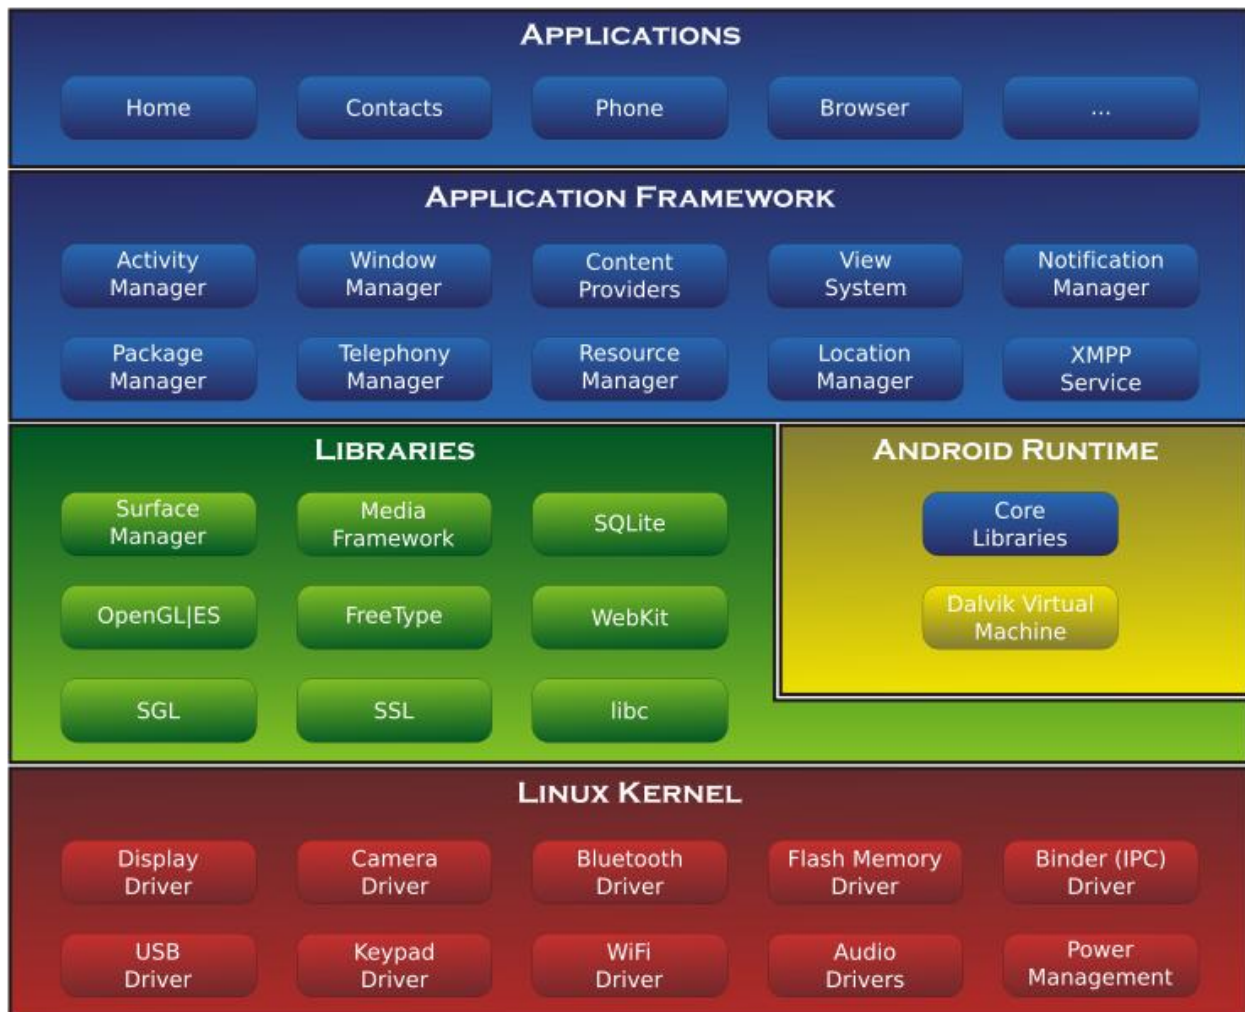 APPLICATIONS
Home
Contacts
Phone
Browser
...
APPLICATION FRAMEWORK
Activity
Manager
Window
Manager
Content
Providers
View
System
Notification
Manager
Package
Manager
Telephony
Manager
Resource
Manager
Location
Manager
XMPP
Service
LIBRARIES
Surface
Manager
Media
Framework
SQLite
OpenGL|ES
FreeType
WebKit
SGL
SSL
libc
ANDROID RUNTIME
Core
Libraries
Dalvik Virtual
Machine
LINUX KERNEL
Display
Driver
Camera
Driver
Bluetooth
Driver
Flash Memory
Driver
Binder (IPC)
Driver
USB
Driver
Keypad
Driver
WiFi
Driver
Audio
Drivers
Power
Management